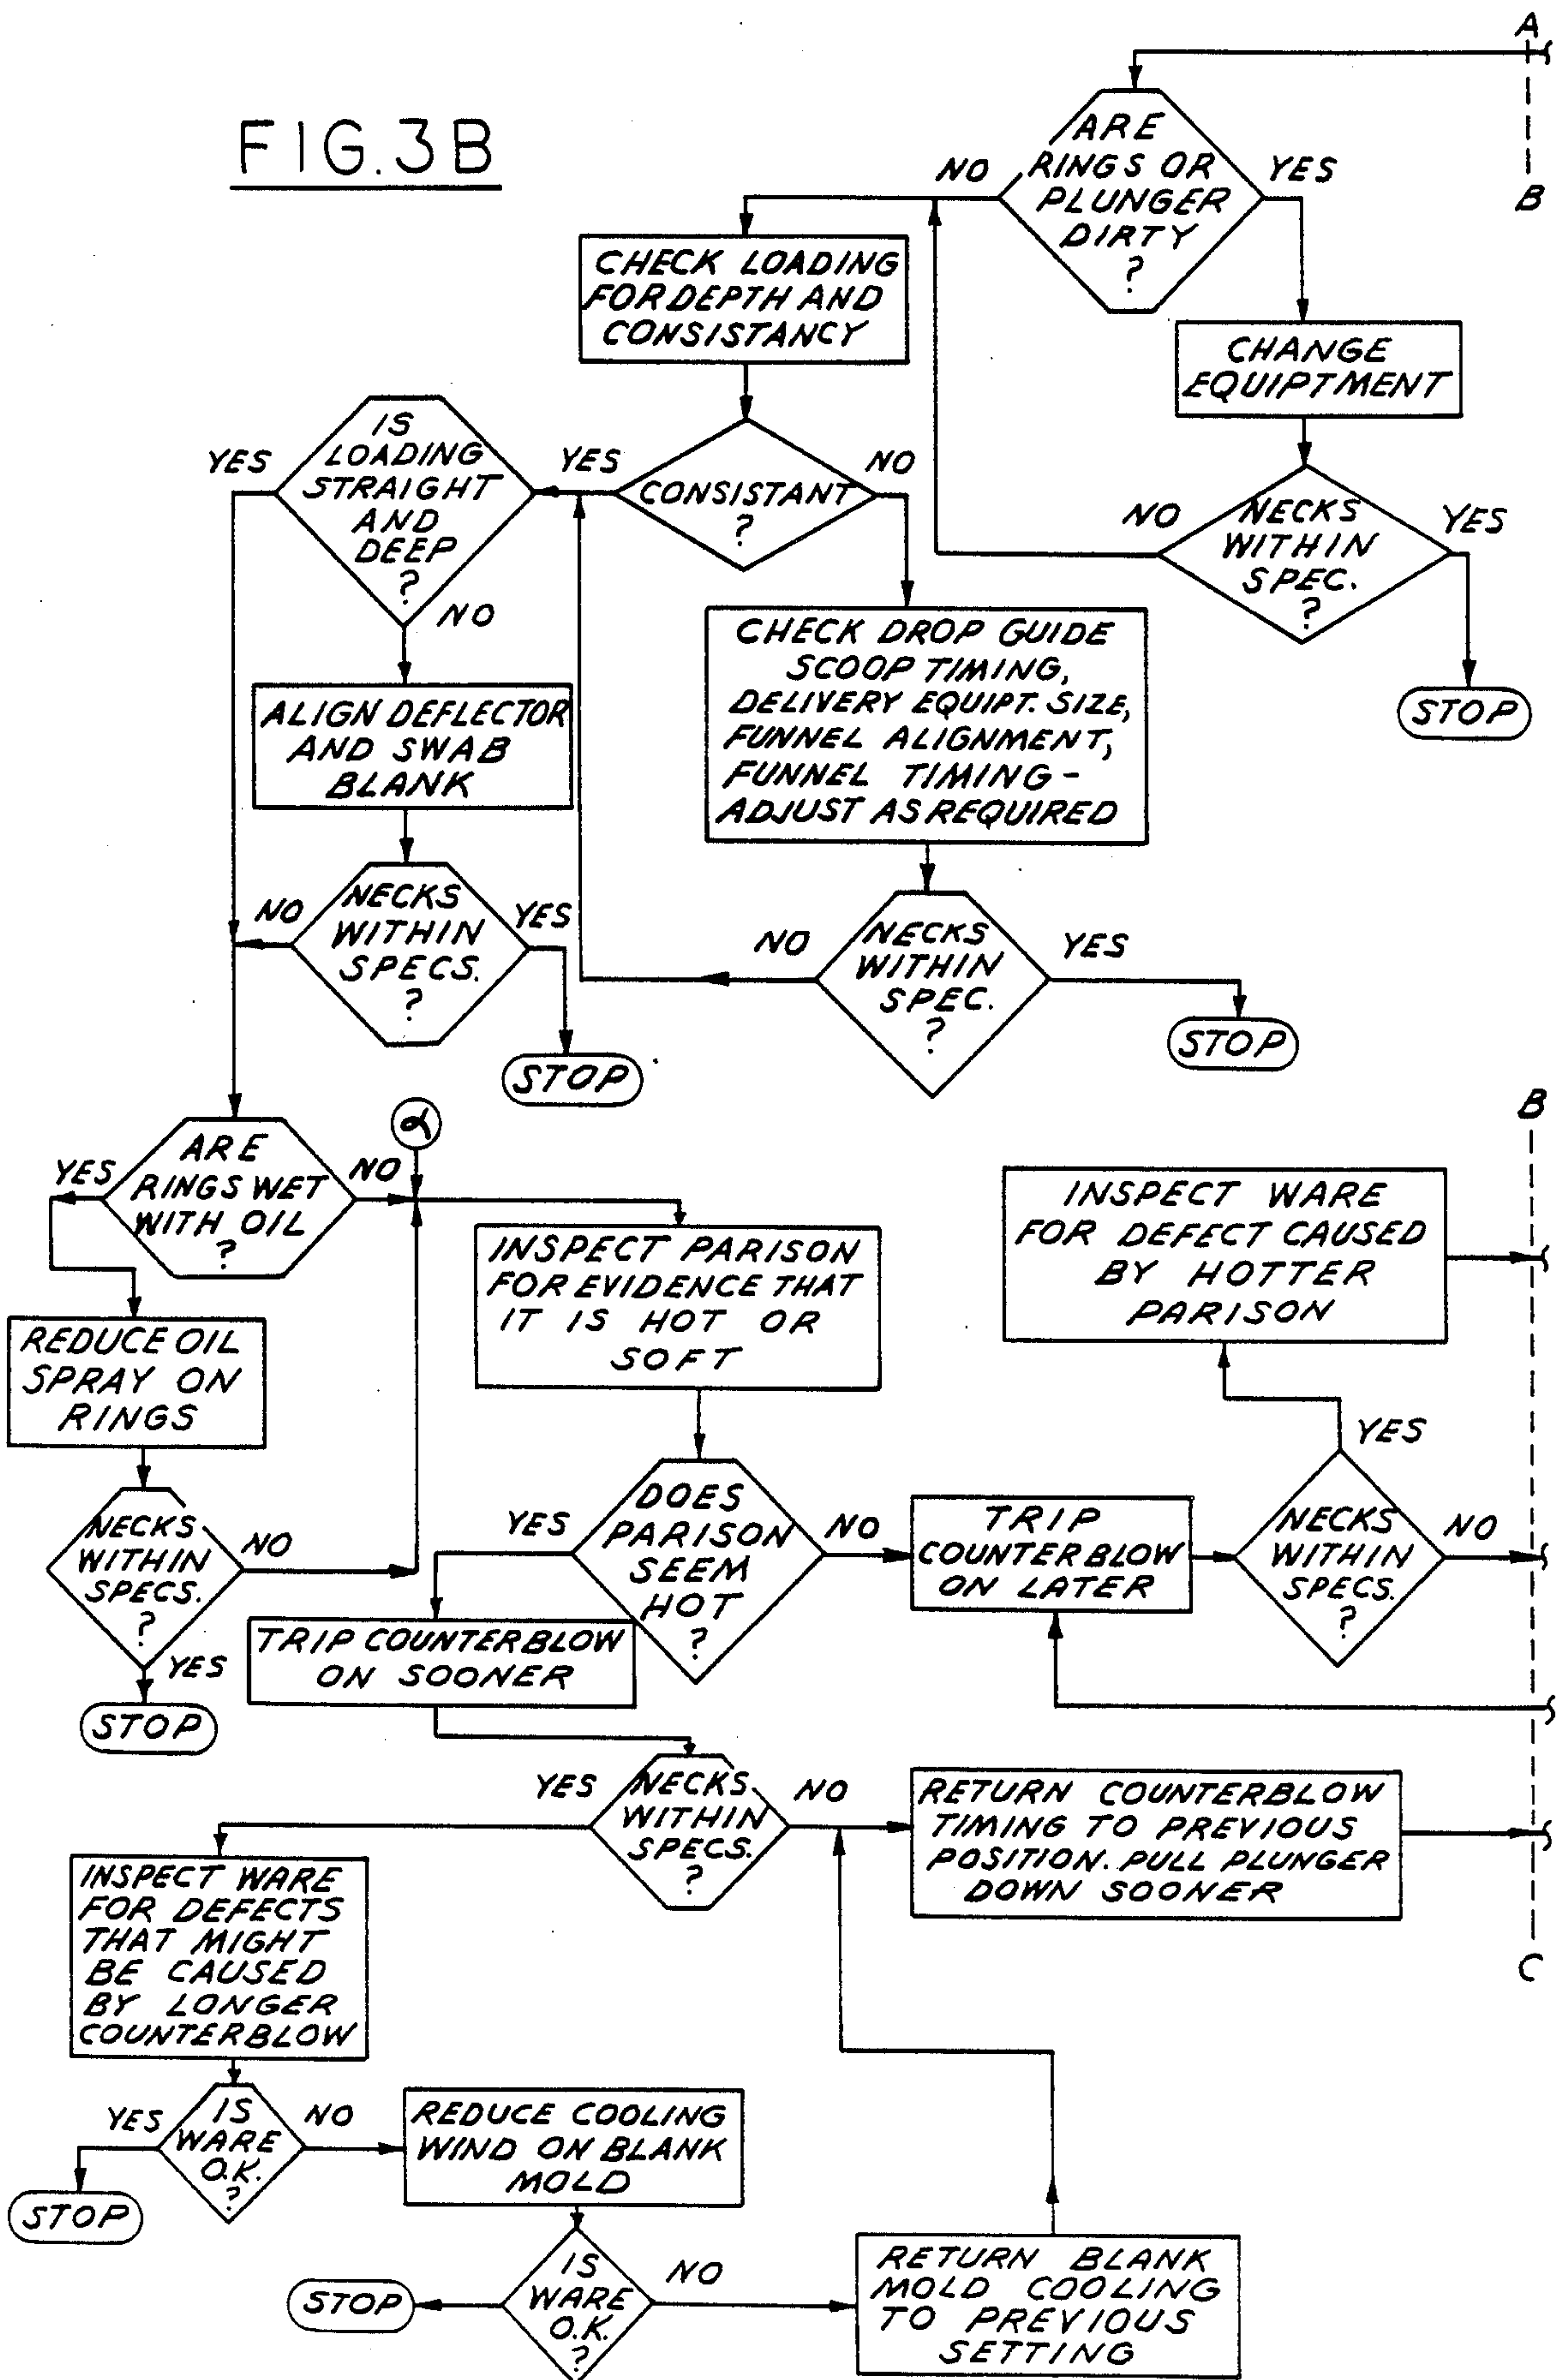 FIG. 3B
A
B
ARE
RINGS OR
PLUNGER
DIRTY
?
NO
YES
CHECK LOADING
FOR DEPTH AND
CONSISTANCY
CHANGE
EQUIPTMENT
IS
LOADING
STRAIGHT
AND
DEEP
?
YES
NO
CONSISTANT
?
YES
NO
NECKS
WITHIN
SPEC.
?
NO
YES
STOP
ALIGN DEFLECTOR
AND SWAB
BLANK
CHECK DROP GUIDE
SCOOP TIMING,
DELIVERY EQUIPT. SIZE,
FUNNEL ALIGNMENT,
FUNNEL TIMING -
ADJUST AS REQUIRED
NECKS
WITHIN
SPECS.
?
NO
YES
STOP
NECKS
WITHIN
SPEC.
?
NO
YES
STOP
α
B
ARE
RINGS WET
WITH OIL
?
YES
NO
INSPECT PARISON
FOR EVIDENCE THAT
IT IS HOT OR
SOFT
INSPECT WARE
FOR DEFECT CAUSED
BY HOTTER
PARISON
REDUCE OIL
SPRAY ON
RINGS
NECKS
WITHIN
SPECS.
?
NO
YES
STOP
DOES
PARISON
SEEM
HOT
?
YES
NO
TRIP
COUNTERBLOW
ON LATER
NECKS
WITHIN
SPECS.
?
YES
NO
TRIP COUNTERBLOW
ON SOONER
NECKS
WITHIN
SPECS.
?
YES
NO
RETURN COUNTERBLOW
TIMING TO PREVIOUS
POSITION. PULL PLUNGER
DOWN SOONER
C
INSPECT WARE
FOR DEFECTS
THAT MIGHT
BE CAUSED
BY LONGER
COUNTERBLOW
IS
WARE
O.K.
?
YES
NO
STOP
REDUCE COOLING
WIND ON BLANK
MOLD
IS
WARE
O.K.
?
NO
STOP
RETURN BLANK
MOLD COOLING
TO PREVIOUS
SETTING